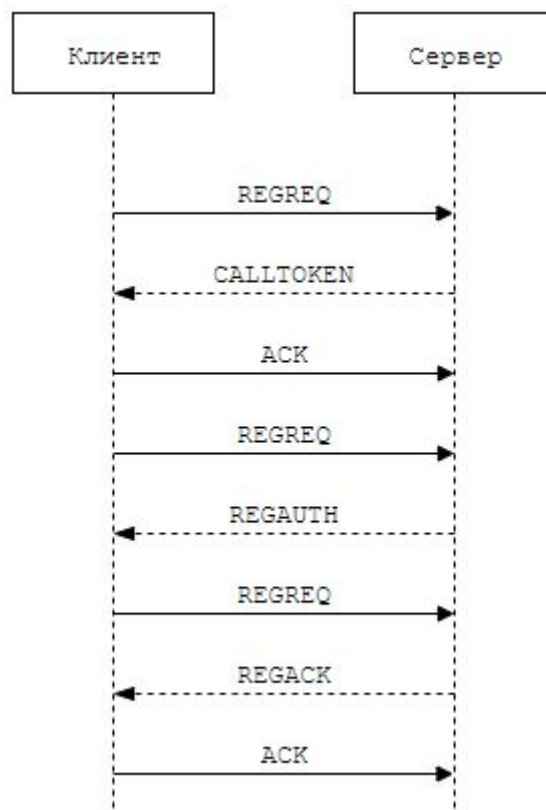 Клиент
Сервер
REGREQ
CALLTOKEN
ACK
REGREQ
REGAUTH
REGREQ
REGACK
ACK